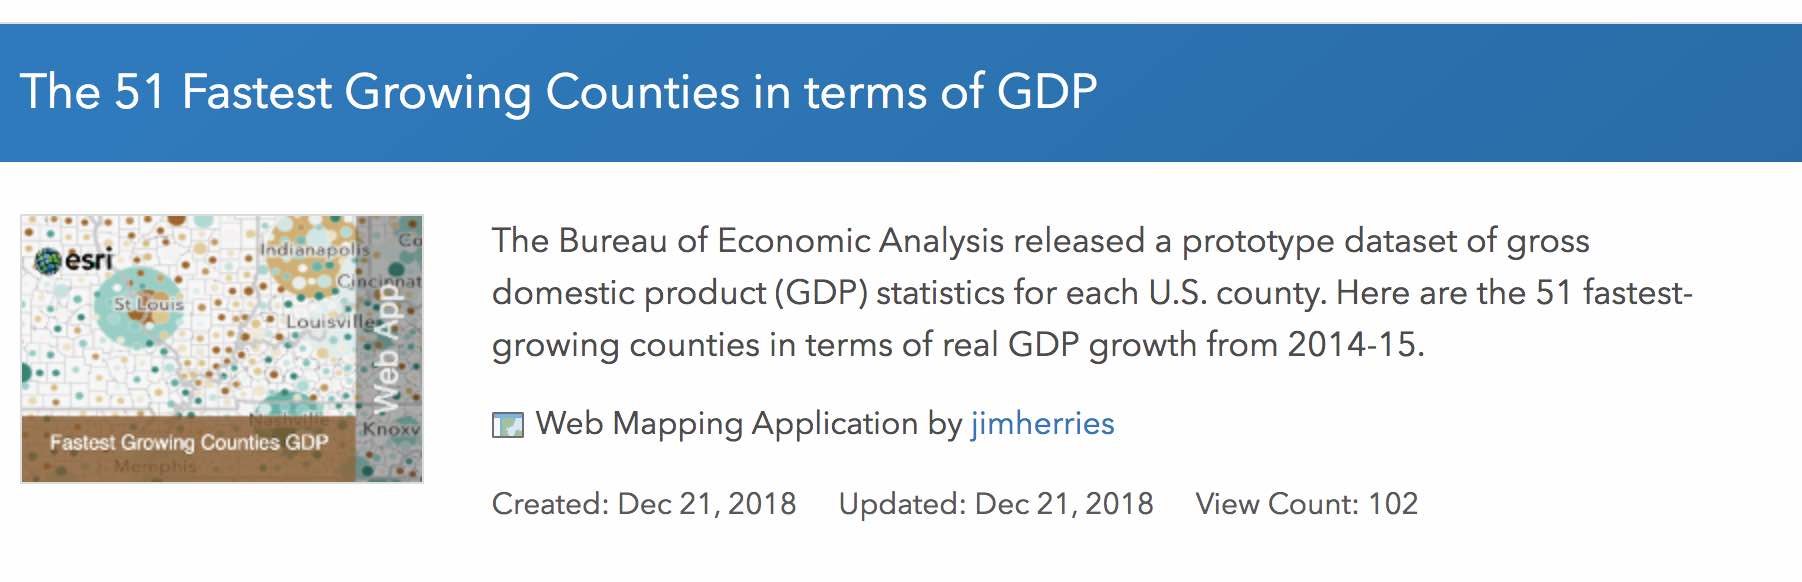 The 51 Fastest Growing Counties in terms of GDP
esri
Indianapolis
Co
Cincinnat
St Louis
Louisville
Web App
Nashville
Knoxv
Fastest Growing Counties GDP
Memphis
The Bureau of Economic Analysis released a prototype dataset of gross
domestic product (GDP) statistics for each U.S. county. Here are the 51 fastest-
growing counties in terms of real GDP growth from 2014-15.
Web Mapping Application by jimherries
Created: Dec 21, 2018 Updated: Dec 21, 2018 View Count: 102